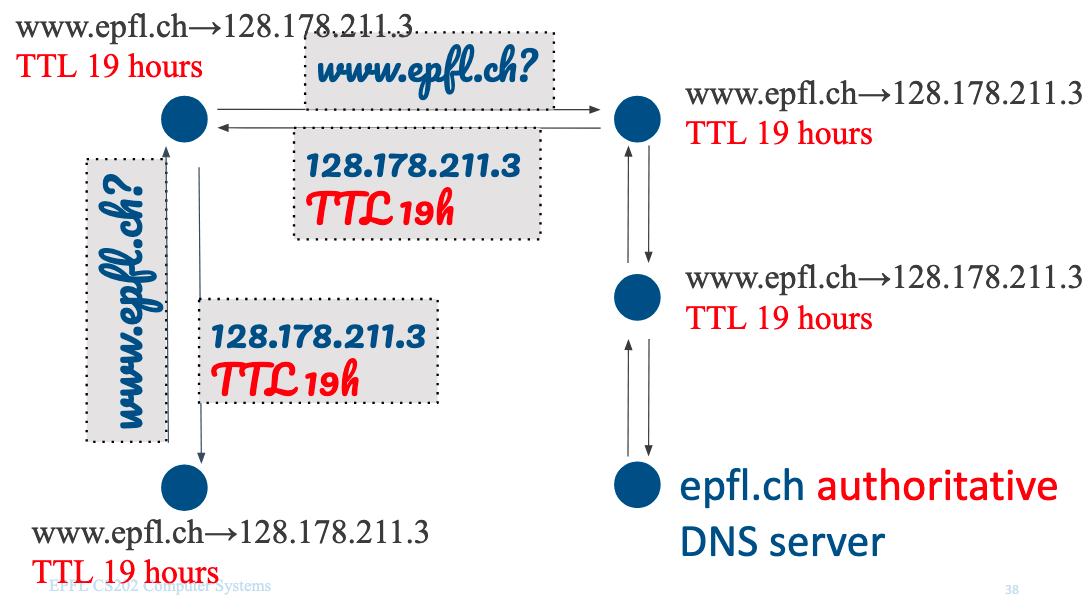 www.epfl.ch→128.178.211.3
TTL 19 hours
www.epfl.ch?
www.epfl.ch→128.178.211.3
TTL 19 hours
128.178.211.3
TTL 19h
www.epfl.ch?
www.epfl.ch→128.178.211.3
TTL 19 hours
128.178.211.3
TTL 19h
epfl.ch authoritative
DNS server
www.epfl.ch→128.178.211.3
TTL 19 hours
EPFL CS202 Computer Systems
38